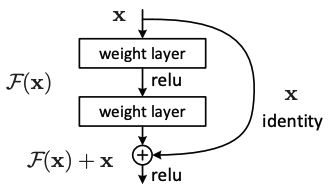 x
weight layer
relu
F(x)
weight layer
x
identity
F(x) + x
+
relu